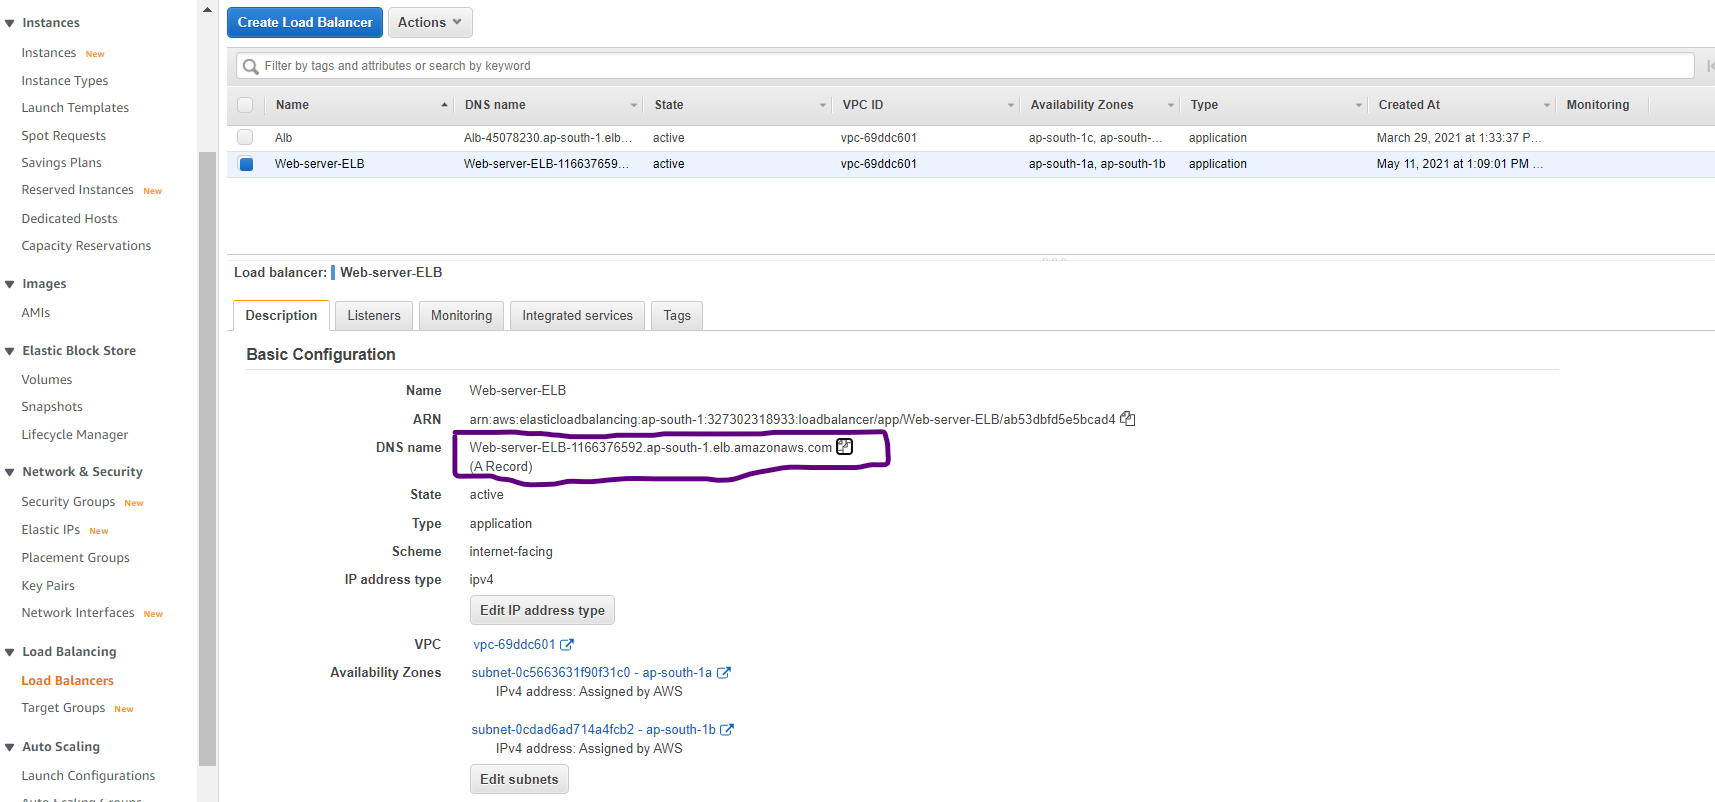 Instances
Instances New
Instance Types
Launch Templates
Spot Requests
Savings Plans
Reserved Instances New
Dedicated Hosts
Capacity Reservations
Images
AMIs
Elastic Block Store
Volumes
Snapshots
Lifecycle Manager
Network & Security
Security Groups New
Elastic IPs New
Placement Groups
Key Pairs
Network Interfaces New
Load Balancing
Load Balancers
Target Groups New
Auto Scaling
Launch Configurations
Auto Scaling Groups
Create Load Balancer Actions
Filter by tags and attributes or search by keyword
Name DNS name State VPC ID Availability Zones Type Created At Monitoring
Alb Alb-45078230.ap-south-1.elb... active vpc-69ddc601 ap-south-1c, ap-south-... application March 29, 2021 at 1:33:37 P...
Web-server-ELB Web-server-ELB-116637659... active vpc-69ddc601 ap-south-1a, ap-south-1b application May 11, 2021 at 1:09:01 PM ...
Load balancer: Web-server-ELB
Description Listeners Monitoring Integrated services Tags
Basic Configuration
Name Web-server-ELB
ARN arn:aws:elasticloadbalancing:ap-south-1:327302318933:loadbalancer/app/Web-server-ELB/ab53dbfd5e5bcad4
DNS name Web-server-ELB-1166376592.ap-south-1.elb.amazonaws.com
(A Record)
State active
Type application
Scheme internet-facing
IP address type ipv4
Edit IP address type
VPC vpc-69ddc601
Availability Zones subnet-0c5663631f90f31c0 - ap-south-1a
IPv4 address: Assigned by AWS
subnet-0cdad6ad714a4fcb2 - ap-south-1b
IPv4 address: Assigned by AWS
Edit subnets